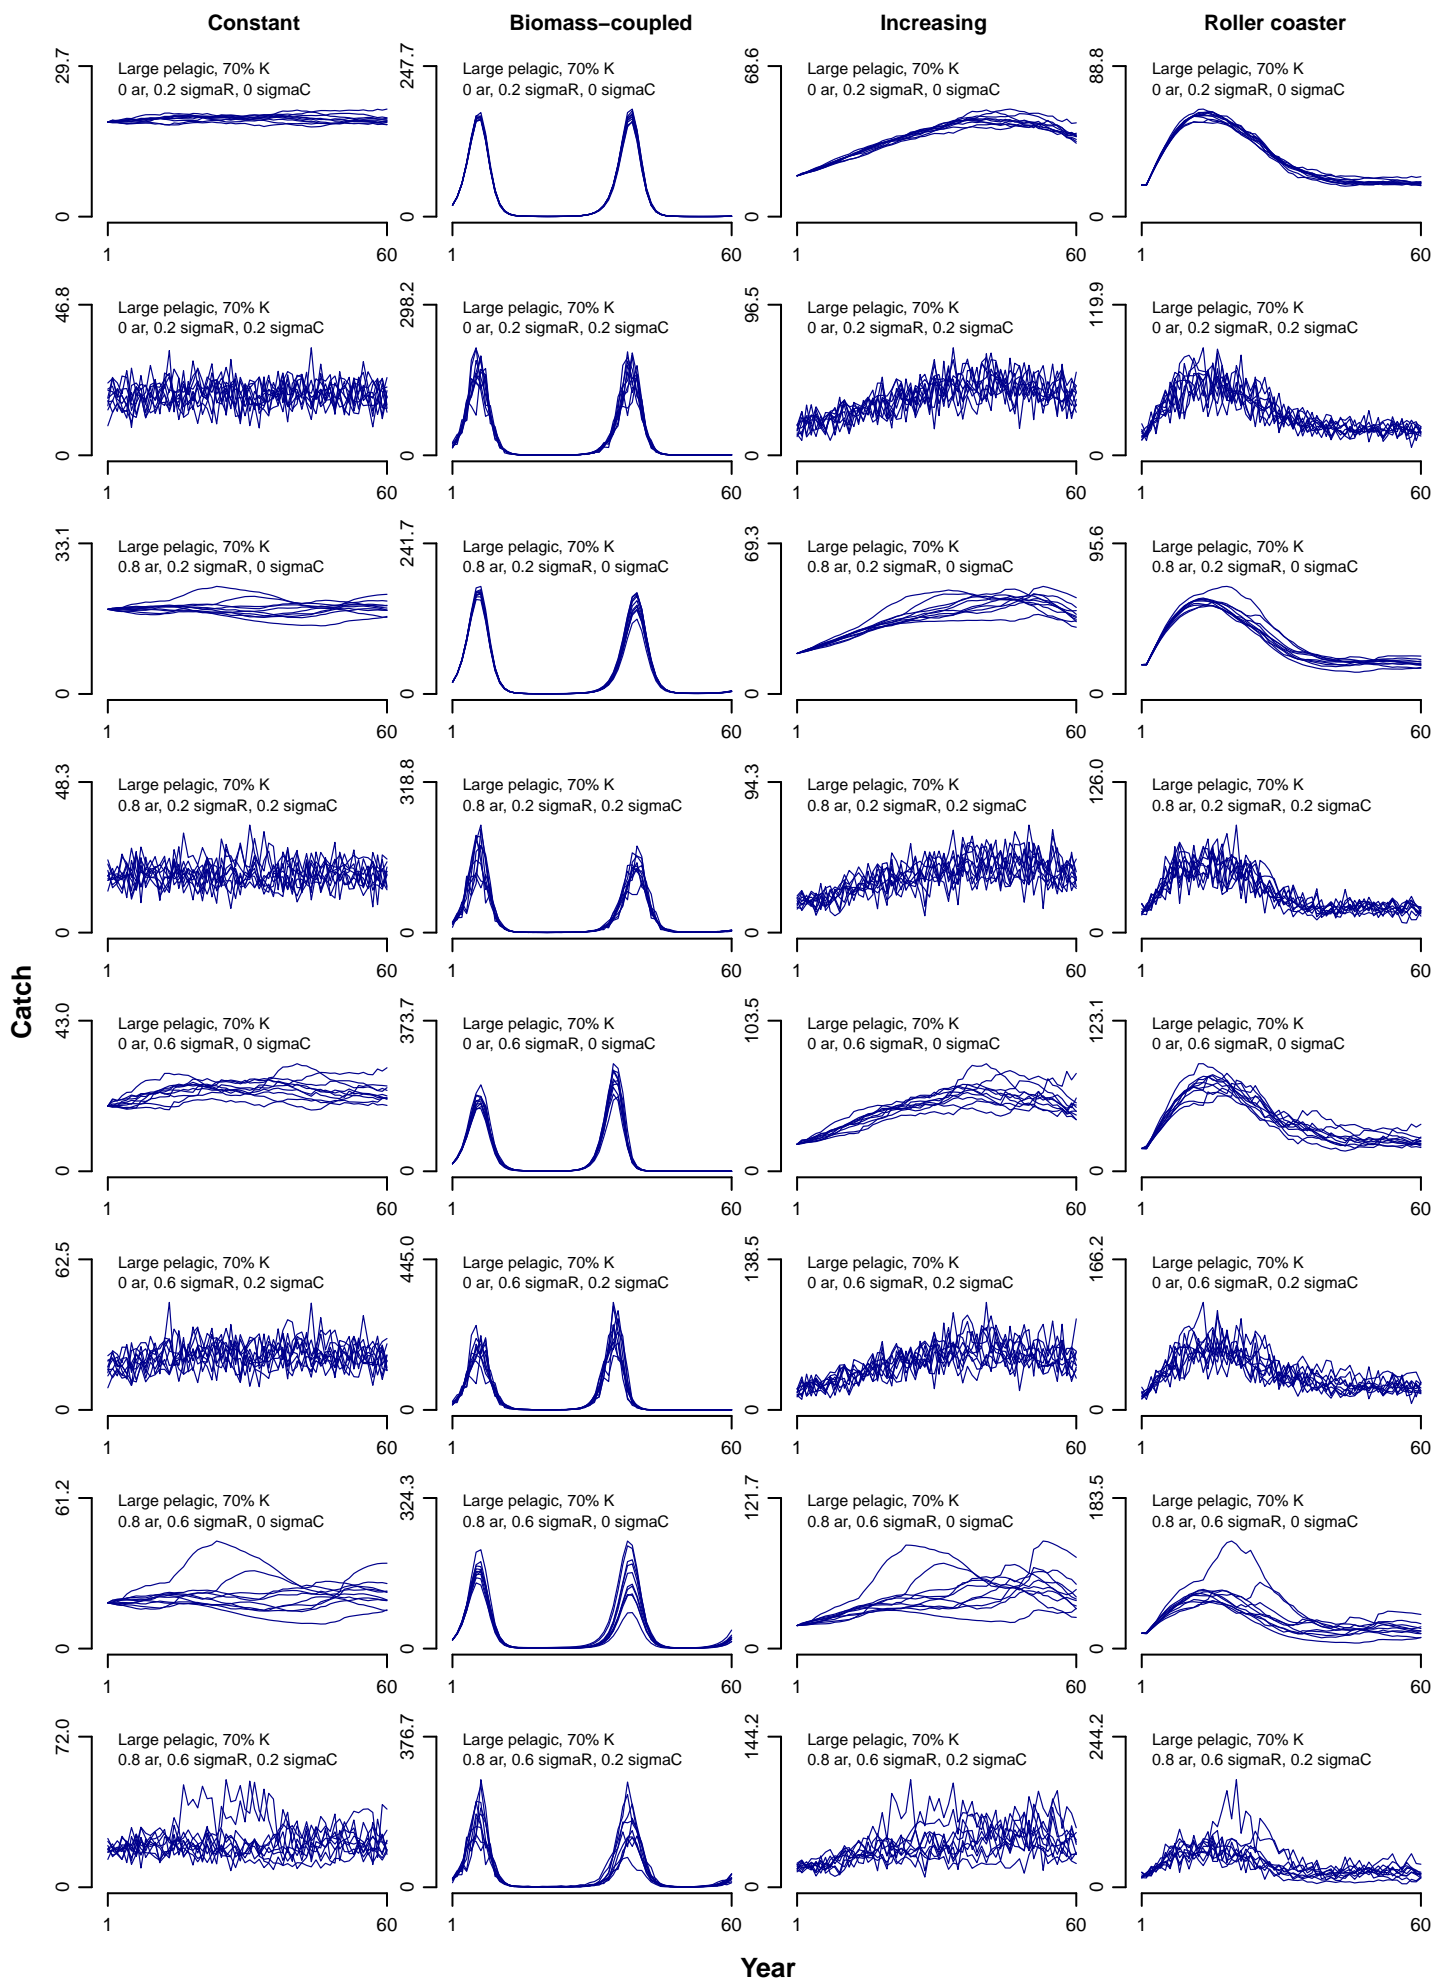 Constant
Biomass–coupled
Increasing
Roller coaster
29.7
0
Large pelagic, 70% K
0 ar, 0.2 sigmaR, 0 sigmaC
1
60
247.7
0
Large pelagic, 70% K
0 ar, 0.2 sigmaR, 0 sigmaC
1
60
68.6
0
Large pelagic, 70% K
0 ar, 0.2 sigmaR, 0 sigmaC
1
60
88.8
0
Large pelagic, 70% K
0 ar, 0.2 sigmaR, 0 sigmaC
1
60
46.8
0
Large pelagic, 70% K
0 ar, 0.2 sigmaR, 0.2 sigmaC
1
60
298.2
0
Large pelagic, 70% K
0 ar, 0.2 sigmaR, 0.2 sigmaC
1
60
96.5
0
Large pelagic, 70% K
0 ar, 0.2 sigmaR, 0.2 sigmaC
1
60
119.9
0
Large pelagic, 70% K
0 ar, 0.2 sigmaR, 0.2 sigmaC
1
60
33.1
0
Large pelagic, 70% K
0.8 ar, 0.2 sigmaR, 0 sigmaC
1
60
241.7
0
Large pelagic, 70% K
0.8 ar, 0.2 sigmaR, 0 sigmaC
1
60
69.3
0
Large pelagic, 70% K
0.8 ar, 0.2 sigmaR, 0 sigmaC
1
60
95.6
0
Large pelagic, 70% K
0.8 ar, 0.2 sigmaR, 0 sigmaC
1
60
48.3
0
Large pelagic, 70% K
0.8 ar, 0.2 sigmaR, 0.2 sigmaC
1
60
318.8
0
Large pelagic, 70% K
0.8 ar, 0.2 sigmaR, 0.2 sigmaC
1
60
94.3
0
Large pelagic, 70% K
0.8 ar, 0.2 sigmaR, 0.2 sigmaC
1
60
126.0
0
Large pelagic, 70% K
0.8 ar, 0.2 sigmaR, 0.2 sigmaC
1
60
Catch
43.0
0
Large pelagic, 70% K
0 ar, 0.6 sigmaR, 0 sigmaC
1
60
373.7
0
Large pelagic, 70% K
0 ar, 0.6 sigmaR, 0 sigmaC
1
60
103.5
0
Large pelagic, 70% K
0 ar, 0.6 sigmaR, 0 sigmaC
1
60
123.1
0
Large pelagic, 70% K
0 ar, 0.6 sigmaR, 0 sigmaC
1
60
62.5
0
Large pelagic, 70% K
0 ar, 0.6 sigmaR, 0.2 sigmaC
1
60
445.0
0
Large pelagic, 70% K
0 ar, 0.6 sigmaR, 0.2 sigmaC
1
60
138.5
0
Large pelagic, 70% K
0 ar, 0.6 sigmaR, 0.2 sigmaC
1
60
166.2
0
Large pelagic, 70% K
0 ar, 0.6 sigmaR, 0.2 sigmaC
1
60
61.2
0
Large pelagic, 70% K
0.8 ar, 0.6 sigmaR, 0 sigmaC
1
60
324.3
0
Large pelagic, 70% K
0.8 ar, 0.6 sigmaR, 0 sigmaC
1
60
121.7
0
Large pelagic, 70% K
0.8 ar, 0.6 sigmaR, 0 sigmaC
1
60
183.5
0
Large pelagic, 70% K
0.8 ar, 0.6 sigmaR, 0 sigmaC
1
60
72.0
0
Large pelagic, 70% K
0.8 ar, 0.6 sigmaR, 0.2 sigmaC
1
60
376.7
0
Large pelagic, 70% K
0.8 ar, 0.6 sigmaR, 0.2 sigmaC
1
60
144.2
0
Large pelagic, 70% K
0.8 ar, 0.6 sigmaR, 0.2 sigmaC
1
60
244.2
0
Large pelagic, 70% K
0.8 ar, 0.6 sigmaR, 0.2 sigmaC
1
60
Year